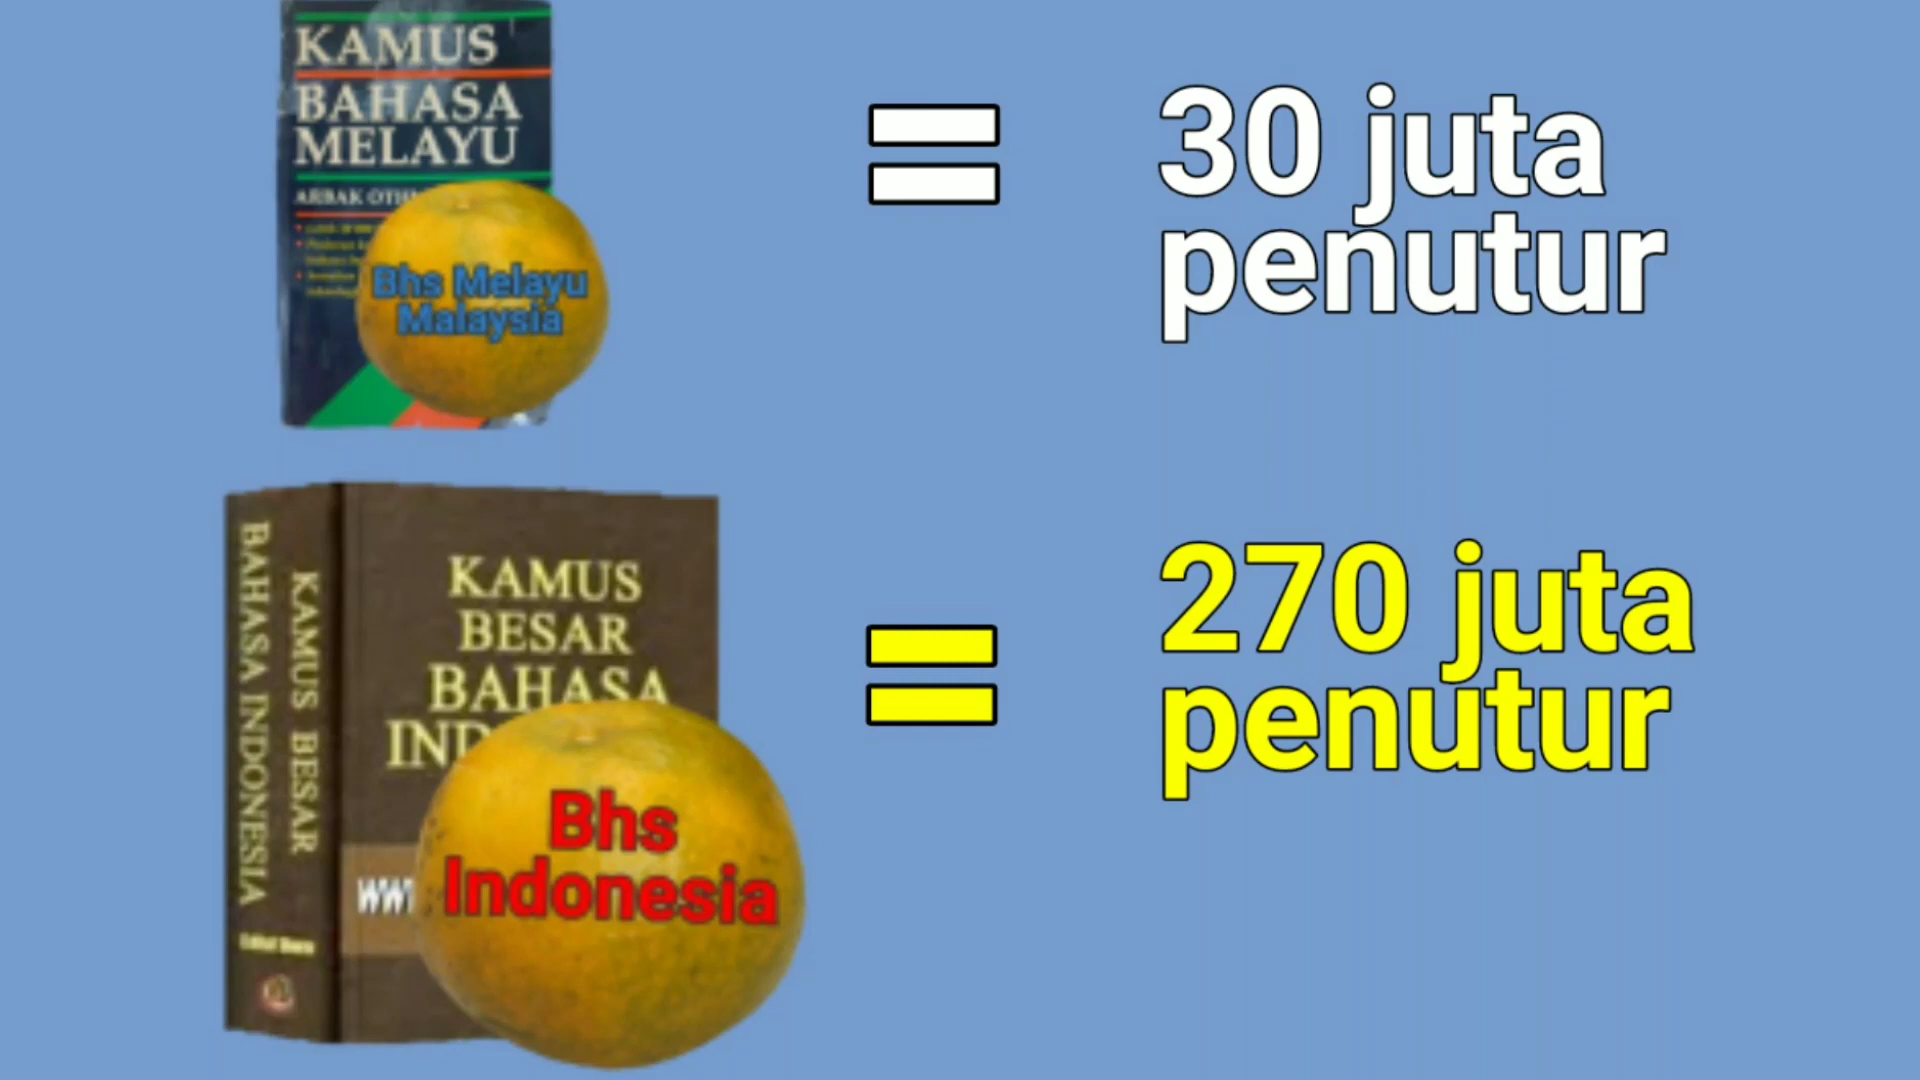 KAMUS
BAHASA
MELAYU
ARBAK
Bhs Melayu
Malaysia
= 30 juta
penutur
BAHASA INDONESIA
KAMUS BESAR
KAMUS
BESAR
BAHASA
Bhs
Indonesia
= 270 juta
penutur